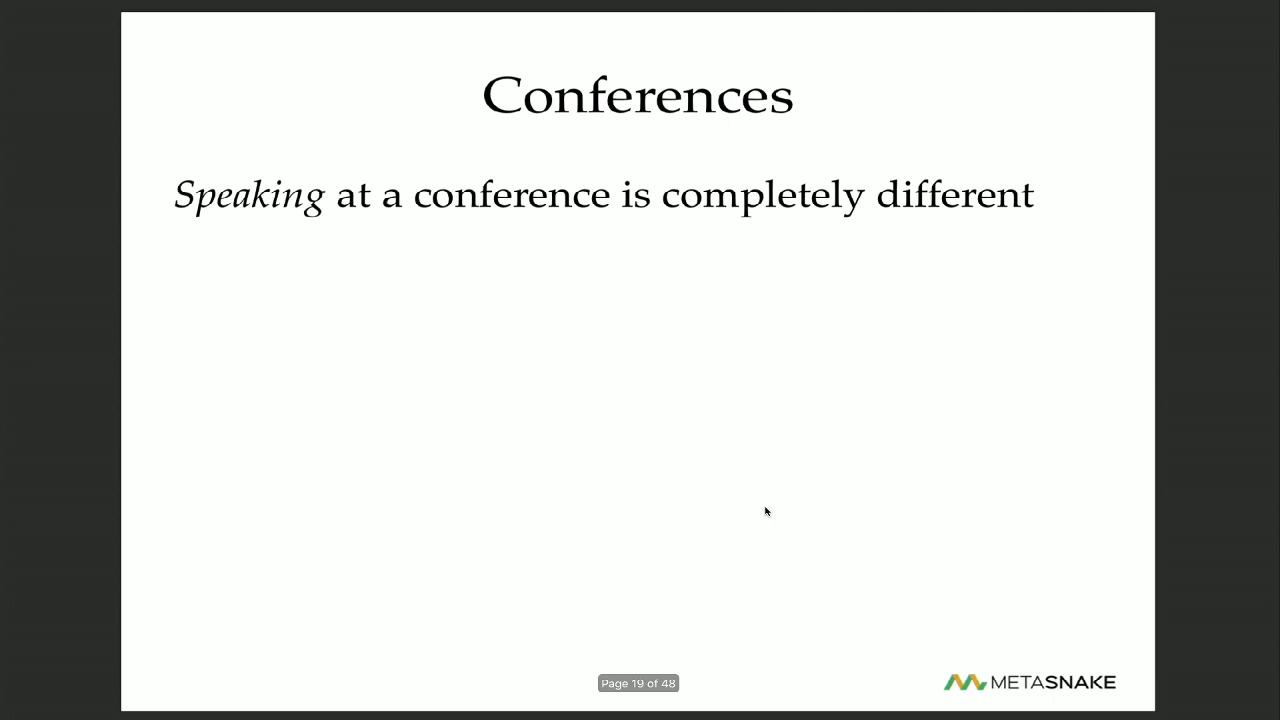 Conferences
Speaking at a conference is completely different
Page 19 of 48
METASNAKE